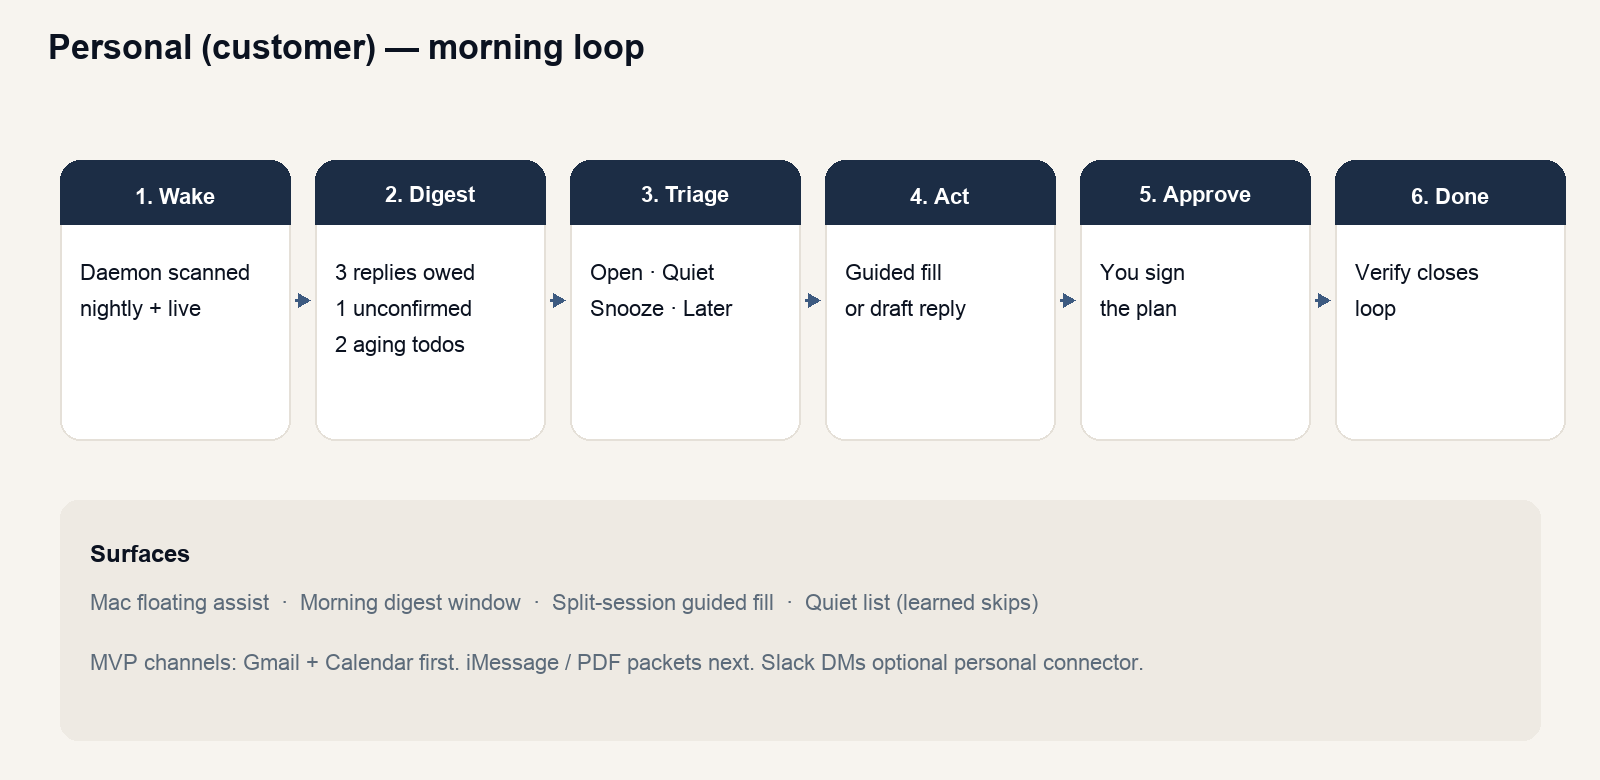 Personal (customer) — morning loop
1. Wake
Daemon scanned
nightly + live
2. Digest
3 replies owed
1 unconfirmed
2 aging todos
3. Triage
Open · Quiet
Snooze · Later
4. Act
Guided fill
or draft reply
5. Approve
You sign
the plan
6. Done
Verify closes
loop
Surfaces
Mac floating assist · Morning digest window · Split-session guided fill · Quiet list (learned skips)
MVP channels: Gmail + Calendar first. iMessage / PDF packets next. Slack DMs optional personal connector.